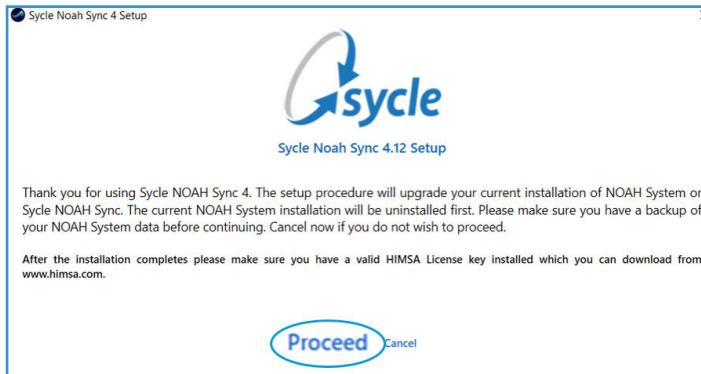 Sycle Noah Sync 4 Setup
sycle
Sycle Noah Sync 4.12 Setup
Thank you for using Sycle NOAH Sync 4. The setup procedure will upgrade your current installation of NOAH System or
Sycle NOAH Sync. The current NOAH System installation will be uninstalled first. Please make sure you have a backup of
your NOAH System data before continuing. Cancel now if you do not wish to proceed.
After the installation completes please make sure you have a valid HIMSA License key installed which you can download from
www.himsa.com.
Proceed Cancel